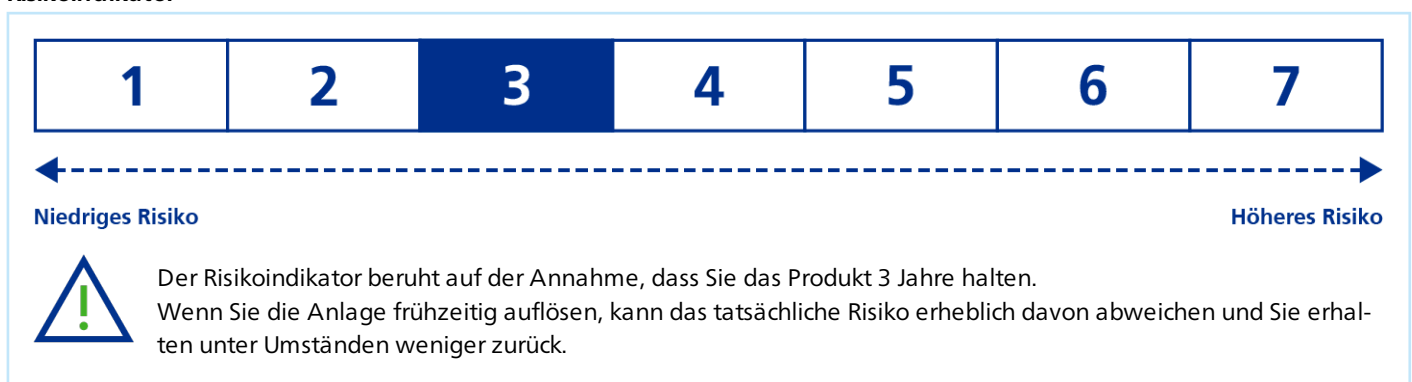 Risikoindikator
1 2 3 4 5 6 7
Niedriges Risiko Höheres Risiko
Der Risikoindikator beruht auf der Annahme, dass Sie das Produkt 3 Jahre halten.
Wenn Sie die Anlage frühzeitig auflösen, kann das tatsächliche Risiko erheblich davon abweichen und Sie erhal-
ten unter Umständen weniger zurück.